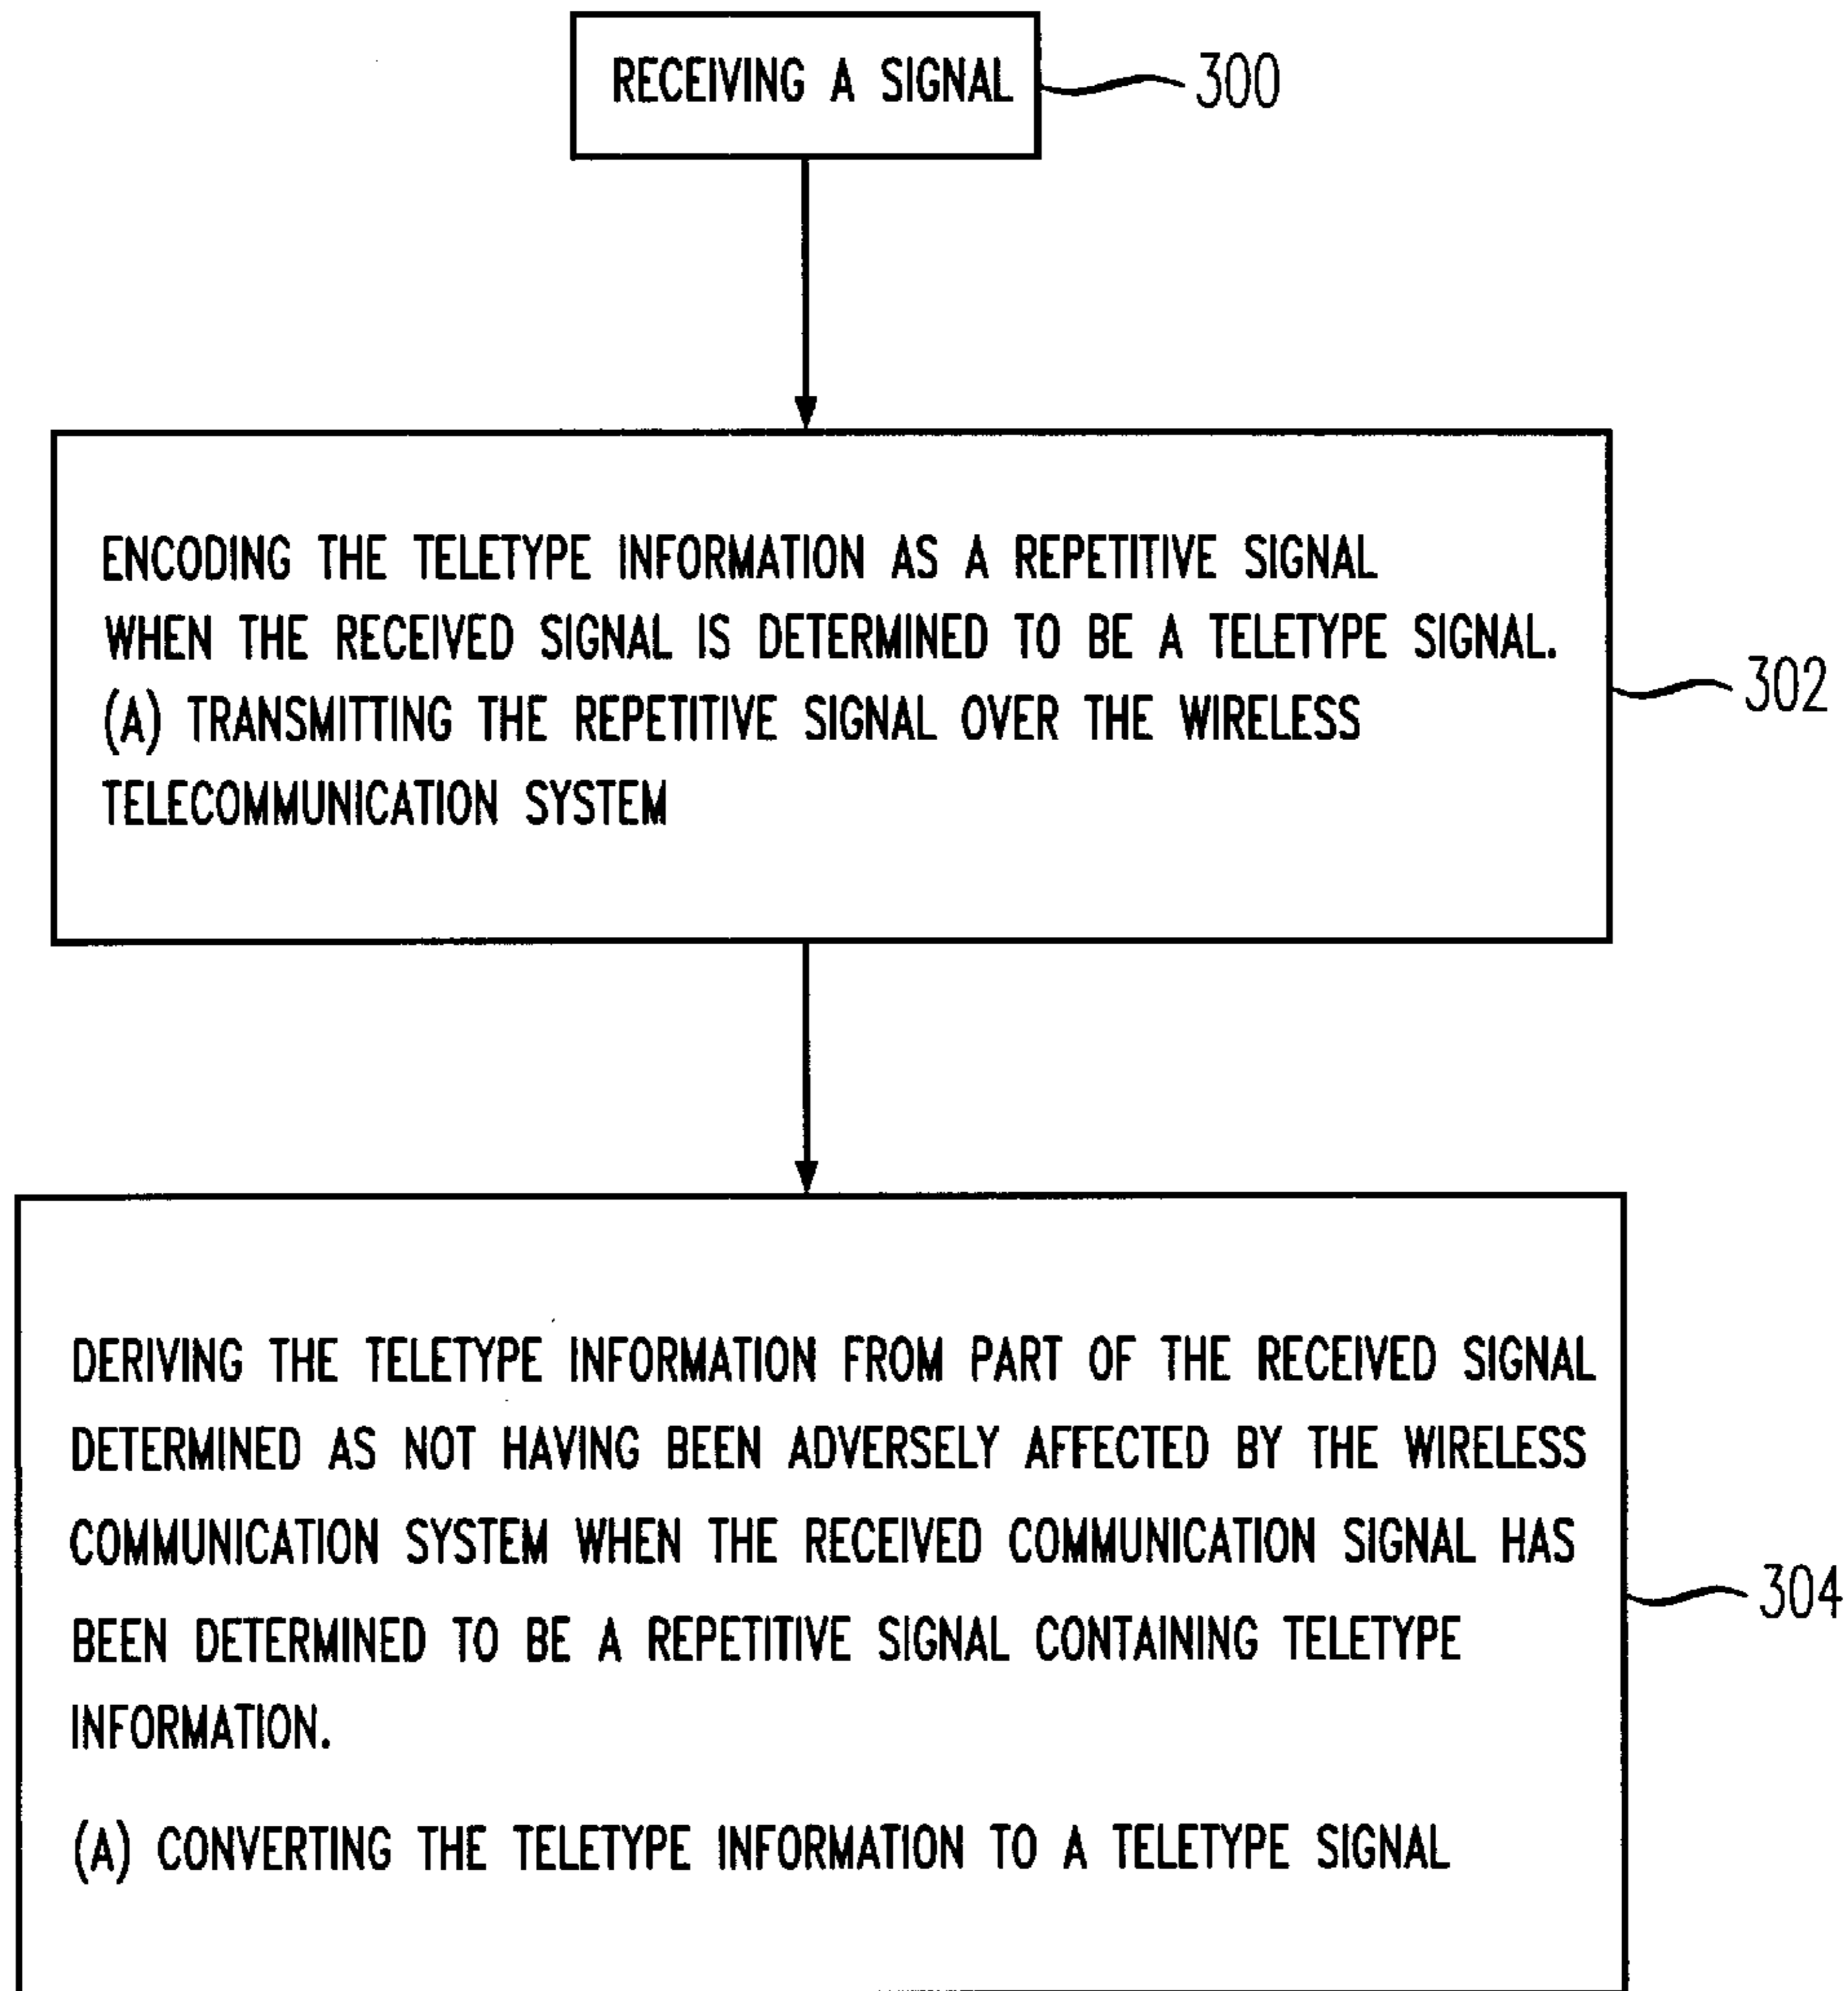 RECEIVING A SIGNAL
300
ENCODING THE TELETYPE INFORMATION AS A REPETITIVE SIGNAL
WHEN THE RECEIVED SIGNAL IS DETERMINED TO BE A TELETYPE SIGNAL.
(A) TRANSMITTING THE REPETITIVE SIGNAL OVER THE WIRELESS
TELECOMMUNICATION SYSTEM
302
DERIVING THE TELETYPE INFORMATION FROM PART OF THE RECEIVED SIGNAL
DETERMINED AS NOT HAVING BEEN ADVERSELY AFFECTED BY THE WIRELESS
COMMUNICATION SYSTEM WHEN THE RECEIVED COMMUNICATION SIGNAL HAS
BEEN DETERMINED TO BE A REPETITIVE SIGNAL CONTAINING TELETYPE
INFORMATION.
(A) CONVERTING THE TELETYPE INFORMATION TO A TELETYPE SIGNAL
304